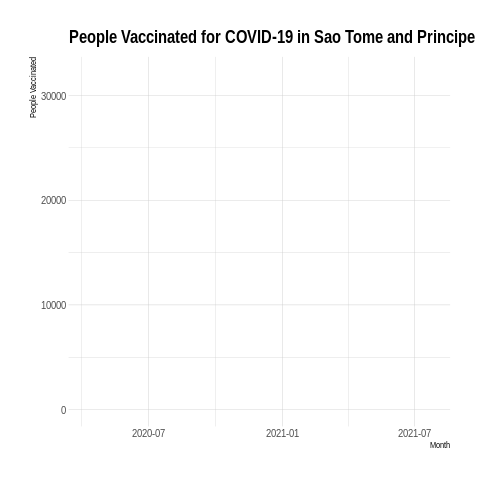 People Vaccinated for COVID-19 in Sao Tome and Principe
People Vaccinated
30000
20000
10000
0
2020-07 2021-01 2021-07
Month